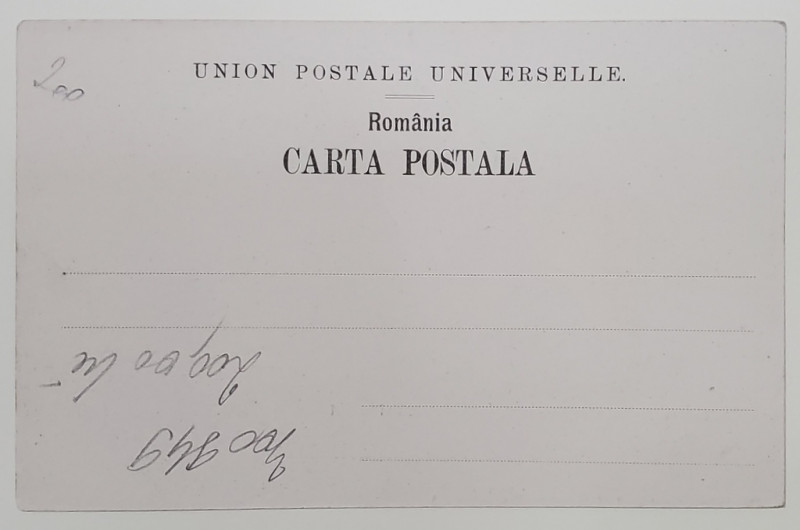 UNION POSTALE UNIVERSELLE.
România
CARTA POSTALA
200